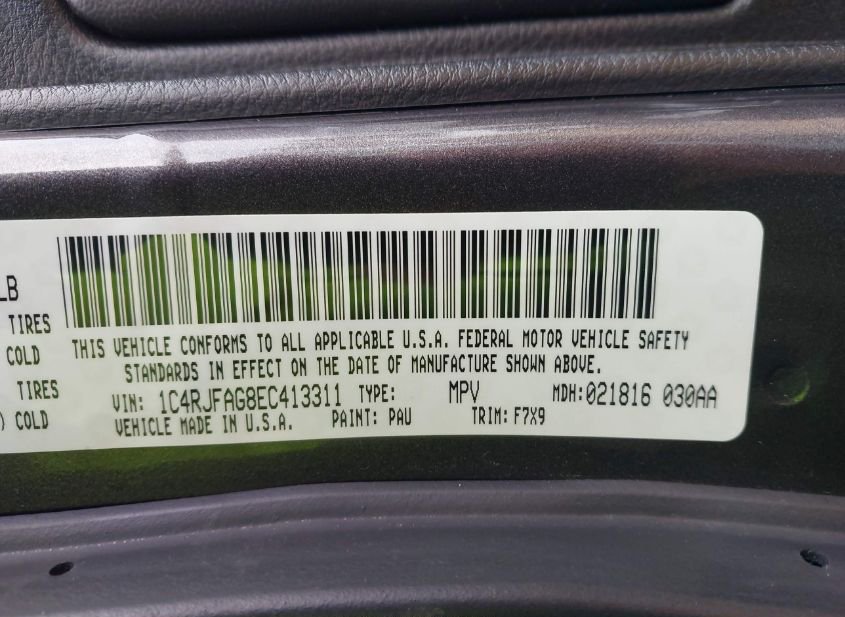 LB
TIRES
COLD
THIS VEHICLE CONFORMS TO ALL APPLICABLE U.S.A. FEDERAL MOTOR VEHICLE SAFETY
STANDARDS IN EFFECT ON THE DATE OF MANUFACTURE SHOWN ABOVE.
TIRES
VIN: 1C4RJFAG8EC413311 TYPE: MPV MDH:021816 030AA
) COLD
VEHICLE MADE IN U.S.A. PAINT: PAU TRIM: F7X9